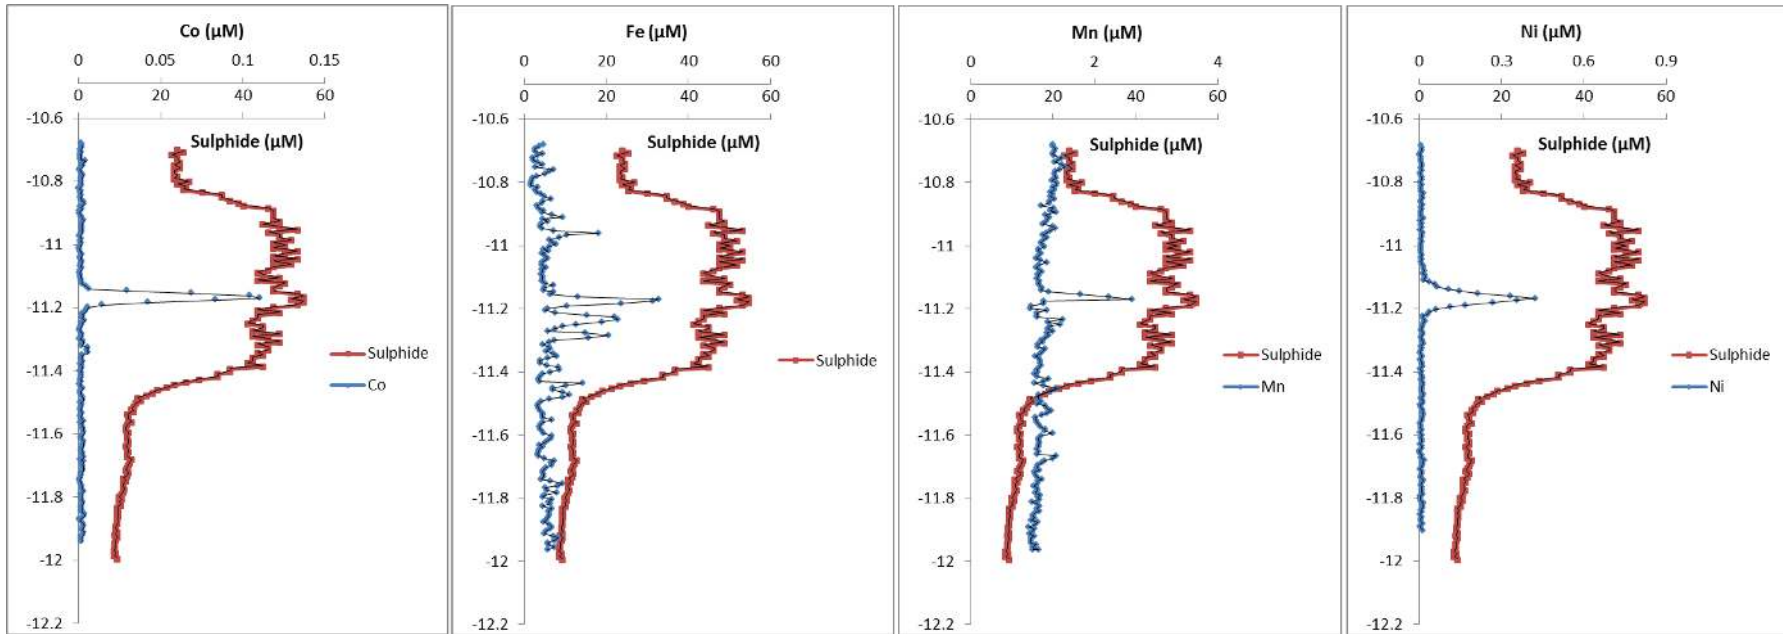 Co (µM)
0 0.05 0.1 0.15
0 20 40 60
Sulphide (µM)
-10.6
-10.8
-11
-11.2
-11.4
-11.6
-11.8
-12
-12.2
Sulphide
Co
Fe (µM)
0 20 40 60
0 20 40 60
Sulphide (µM)
-10.6
-10.8
-11
-11.2
-11.4
-11.6
-11.8
-12
-12.2
Sulphide
Mn (µM)
0 2 4
0 20 40 60
Sulphide (µM)
-10.6
-10.8
-11
-11.2
-11.4
-11.6
-11.8
-12
-12.2
Sulphide
Mn
Ni (µM)
0 0.3 0.6 0.9
0 20 40 60
Sulphide (µM)
-10.6
-10.8
-11
-11.2
-11.4
-11.6
-11.8
-12
-12.2
Sulphide
Ni